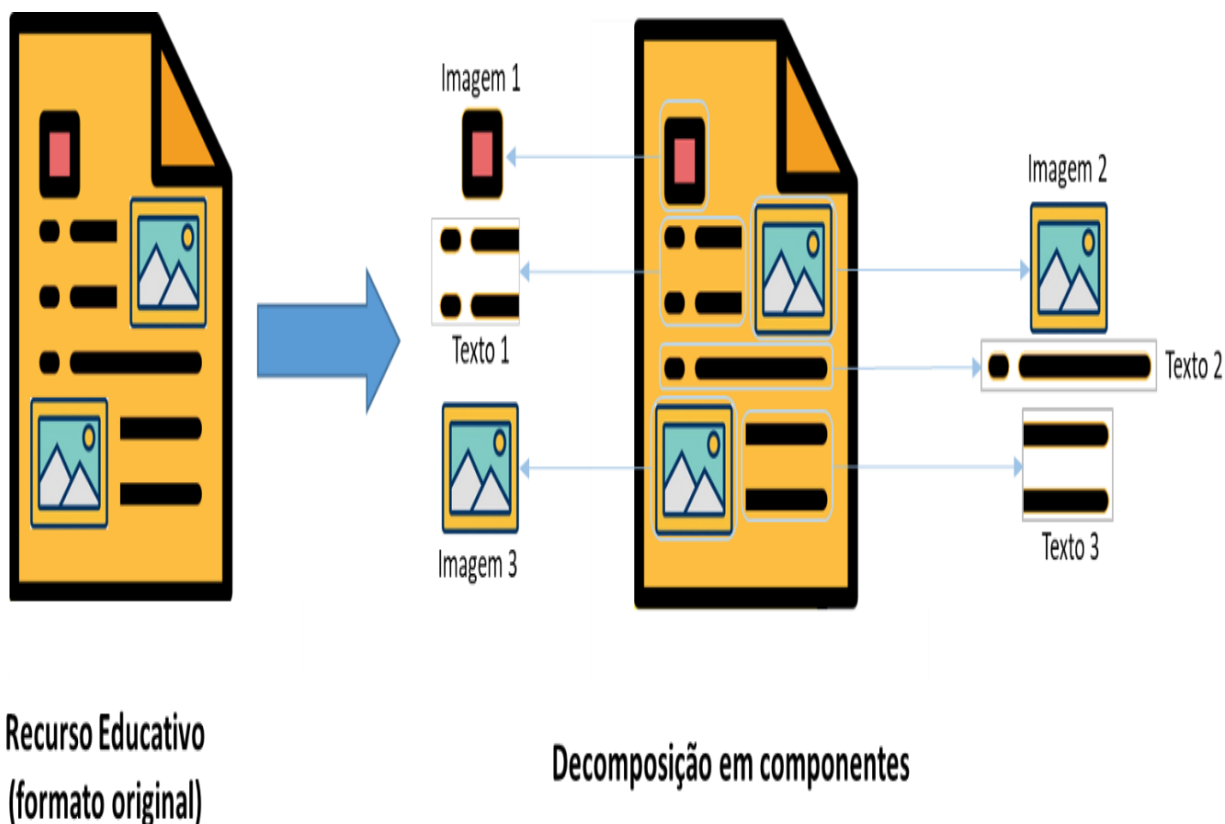 Imagem 1
Texto 1
Imagem 3
Imagem 2
Texto 2
Texto 3
Recurso Educativo
(formato original)
Decomposição em componentes